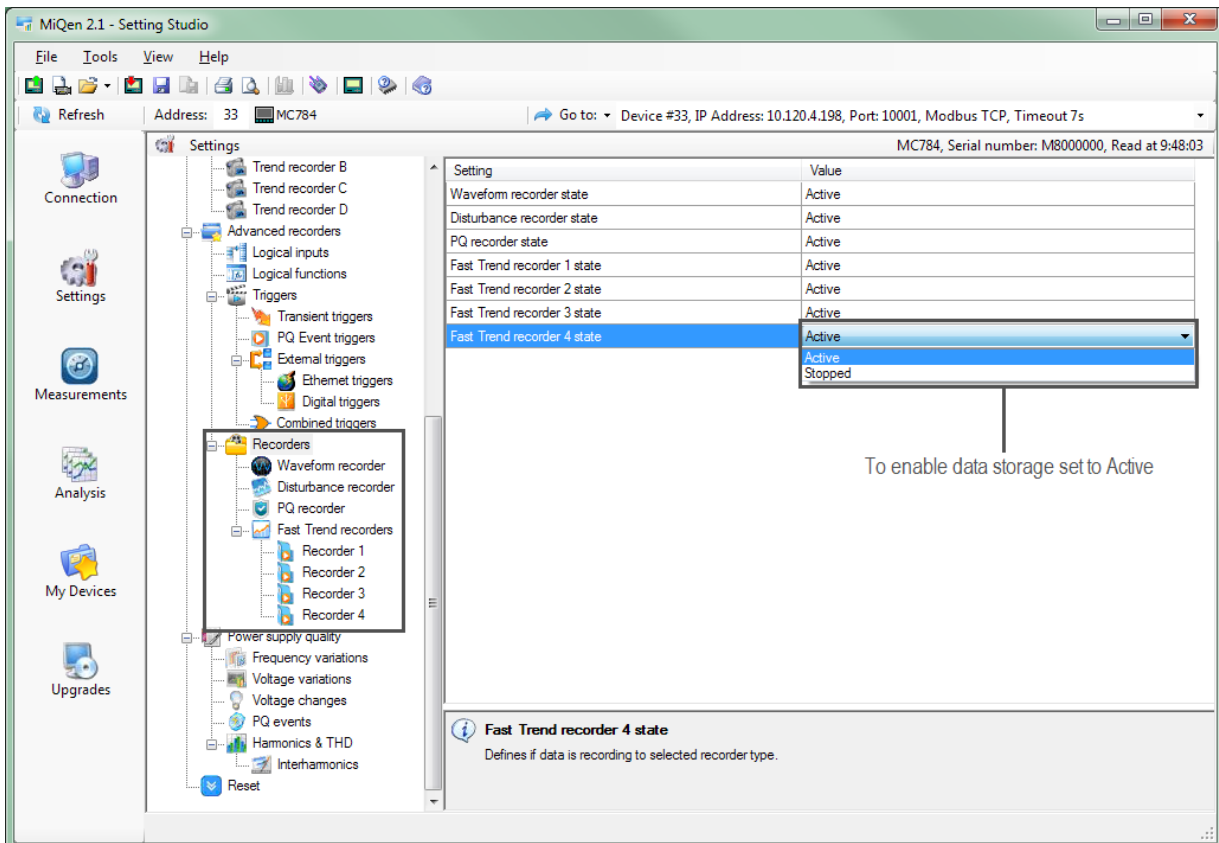 MiQen 2.1 - Setting Studio
File Tools View Help
Refresh Address: 33 MC784 Go to: Device #33, IP Address: 10.120.4.198, Port: 10001, Modbus TCP, Timeout 7s
Connection
Settings
Measurements
Analysis
My Devices
Upgrades
Settings MC784, Serial number: M8000000, Read at 9:48:03
Trend recorder B
Trend recorder C
Trend recorder D
Advanced recorders
Logical inputs
Logical functions
Triggers
Transient triggers
PQ Event triggers
External triggers
Ethernet triggers
Digital triggers
Combined triggers
Recorders
Waveform recorder
Disturbance recorder
PQ recorder
Fast Trend recorders
Recorder 1
Recorder 2
Recorder 3
Recorder 4
Power supply quality
Frequency variations
Voltage variations
Voltage changes
PQ events
Harmonics & THD
Interharmonics
Reset
Setting Value
Waveform recorder state Active
Disturbance recorder state Active
PQ recorder state Active
Fast Trend recorder 1 state Active
Fast Trend recorder 2 state Active
Fast Trend recorder 3 state Active
Fast Trend recorder 4 state Active
Active
Stopped
To enable data storage set to Active
Fast Trend recorder 4 state
Defines if data is recording to selected recorder type.